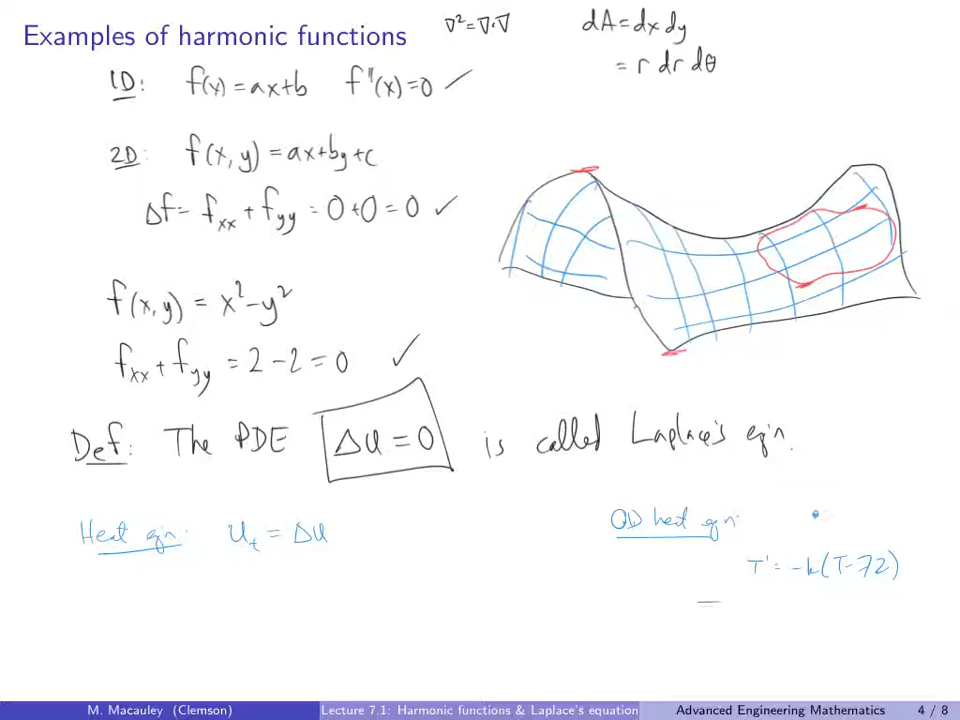 Examples of harmonic functions
∇² = ∇·∇
dA = dx dy
= r dr dθ
1D: f(x) = ax+b f''(x)=0 ✓
2D: f(x,y) = ax+by+c
Δf = fxx + fyy = 0+0 = 0 ✓
f(x,y) = x²-y²
fxx + fyy = 2-2 = 0 ✓
Def: The PDE Δu = 0 is called Laplace's eq'n.
Heat eqn: ut = Δu
0D heat eq'n:
T' = -k(T-72)
M. Macauley (Clemson) Lecture 7.1: Harmonic functions & Laplace's equation Advanced Engineering Mathematics 4 / 8